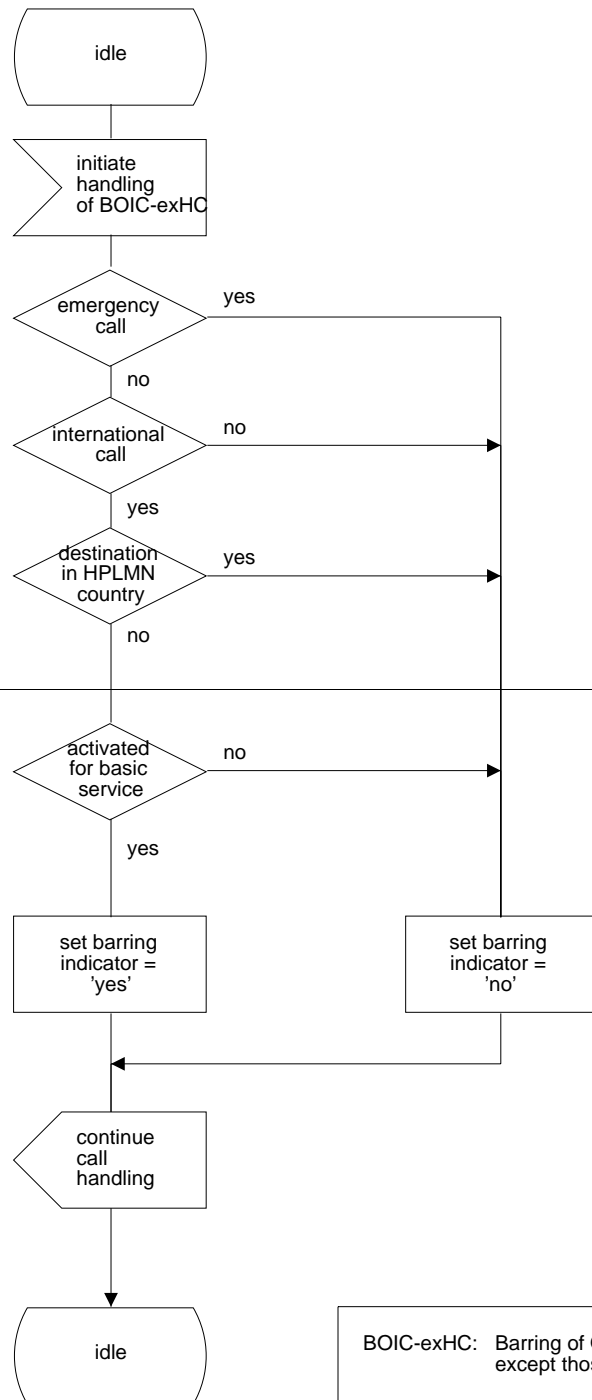 idle
initiate
handling
of BOIC-exHC
emergency
call
yes
no
international
call
no
yes
destination
in HPLMN
country
yes
no
activated
for basic
service
no
yes
set barring
indicator =
'yes'
set barring
indicator =
'no'
continue
call
handling
idle
BOIC-exHC: Barring of
except